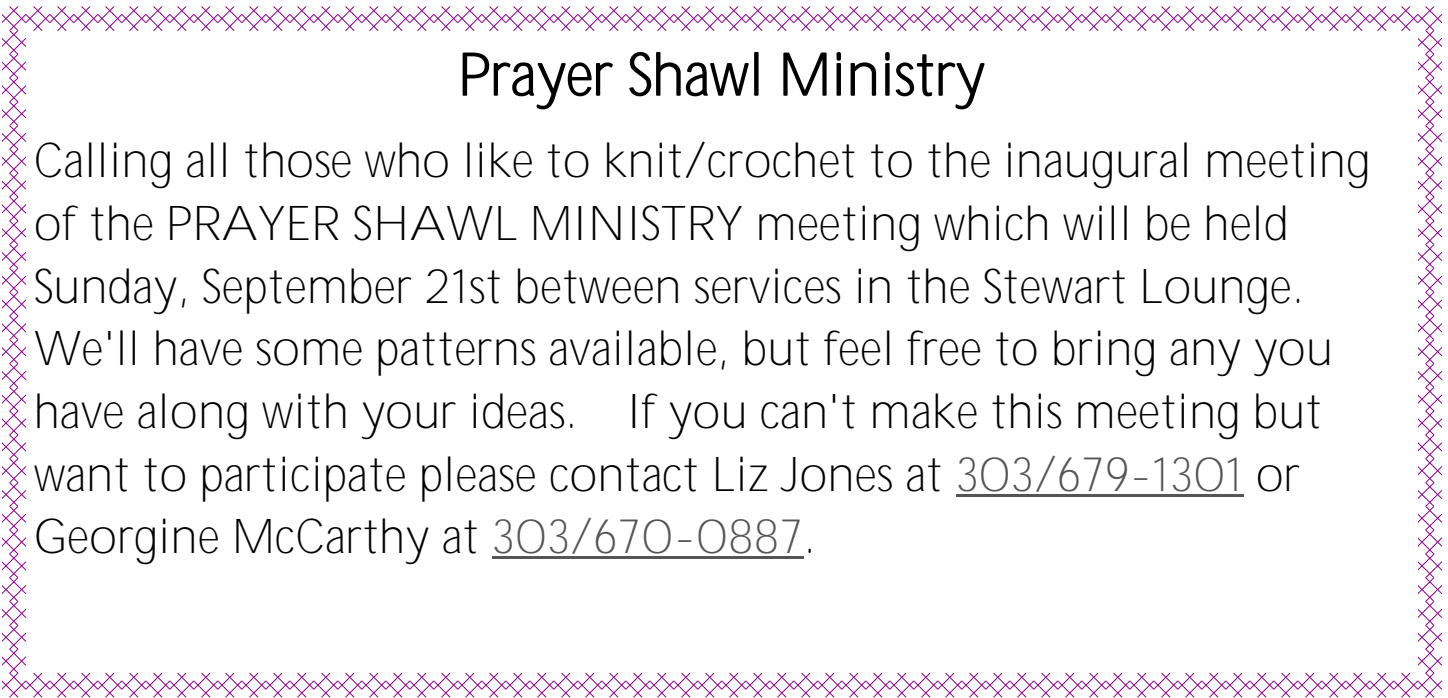 Prayer Shawl Ministry
Calling all those who like to knit/crochet to the inaugural meeting
of the PRAYER SHAWL MINISTRY meeting which will be held
Sunday, September 21st between services in the Stewart Lounge.
We'll have some patterns available, but feel free to bring any you
have along with your ideas.    If you can't make this meeting but
want to participate please contact Liz Jones at 303/679-1301 or
Georgine McCarthy at 303/670-0887.